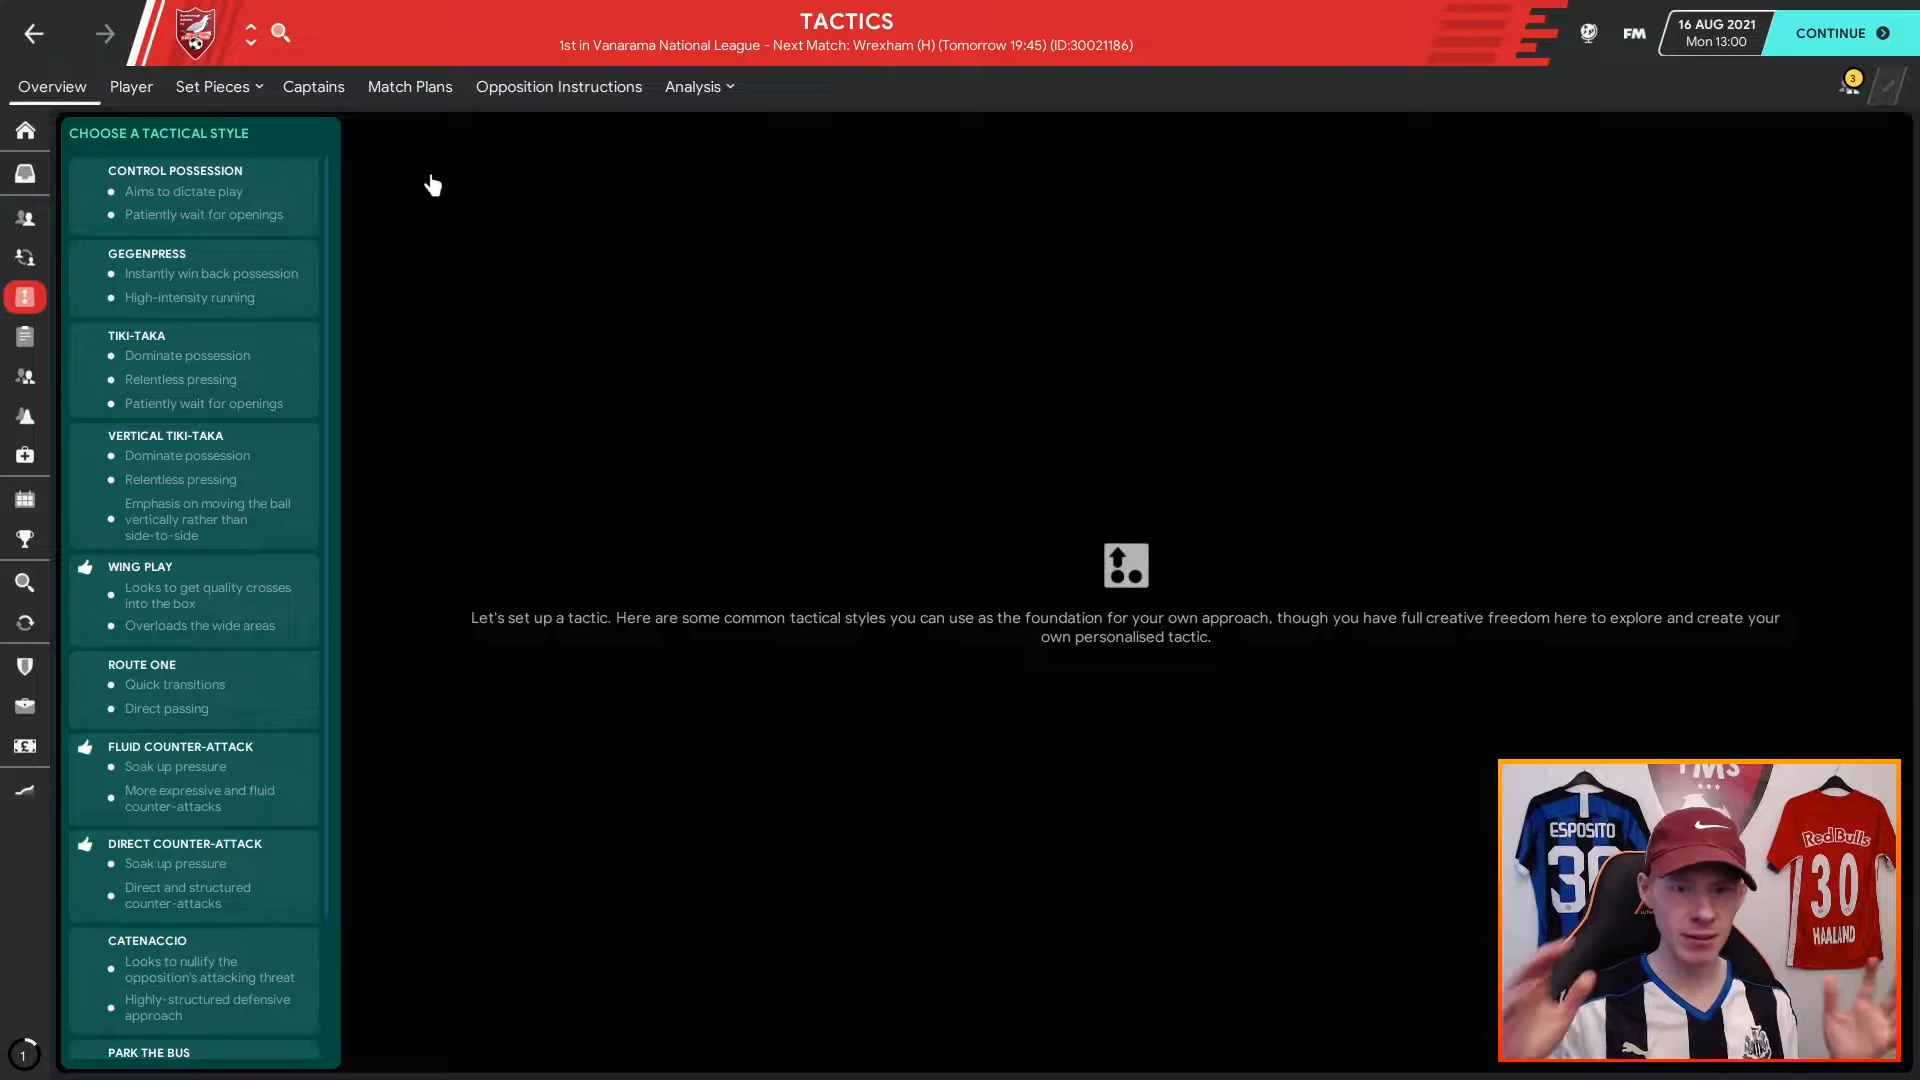 TACTICS
1st in Vanarama National League - Next Match: Wrexham (H) (Tomorrow 19:45) (ID:30021186)
FM
16 AUG 2021
Mon 13:00
CONTINUE
Overview
Player
Set Pieces
Captains
Match Plans
Opposition Instructions
Analysis
3
CHOOSE A TACTICAL STYLE
CONTROL POSSESSION
Aims to dictate play
Patiently wait for openings
GEGENPRESS
Instantly win back possession
High-intensity running
TIKI-TAKA
Dominate possession
Relentless pressing
Patiently wait for openings
VERTICAL TIKI-TAKA
Dominate possession
Relentless pressing
Emphasis on moving the ball
vertically rather than
side-to-side
WING PLAY
Looks to get quality crosses
into the box
Overloads the wide areas
ROUTE ONE
Quick transitions
Direct passing
FLUID COUNTER-ATTACK
Soak up pressure
More expressive and fluid
counter-attacks
DIRECT COUNTER-ATTACK
Soak up pressure
Direct and structured
counter-attacks
CATENACCIO
Looks to nullify the
opposition's attacking threat
Highly-structured defensive
approach
PARK THE BUS
1
Let's set up a tactic. Here are some common tactical styles you can use as the foundation for your own approach, though you have full creative freedom here to explore and create your
own personalised tactic.
ESPOSITO
30
RedBulls
30
HAALAND